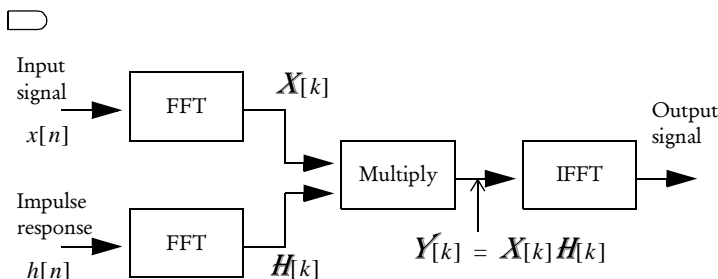 Input
signal
x[n]
FFT
X[k]
Impulse
response
h[n]
FFT
H[k]
Multiply
Y[k] = X[k]H[k]
IFFT
Output
signal